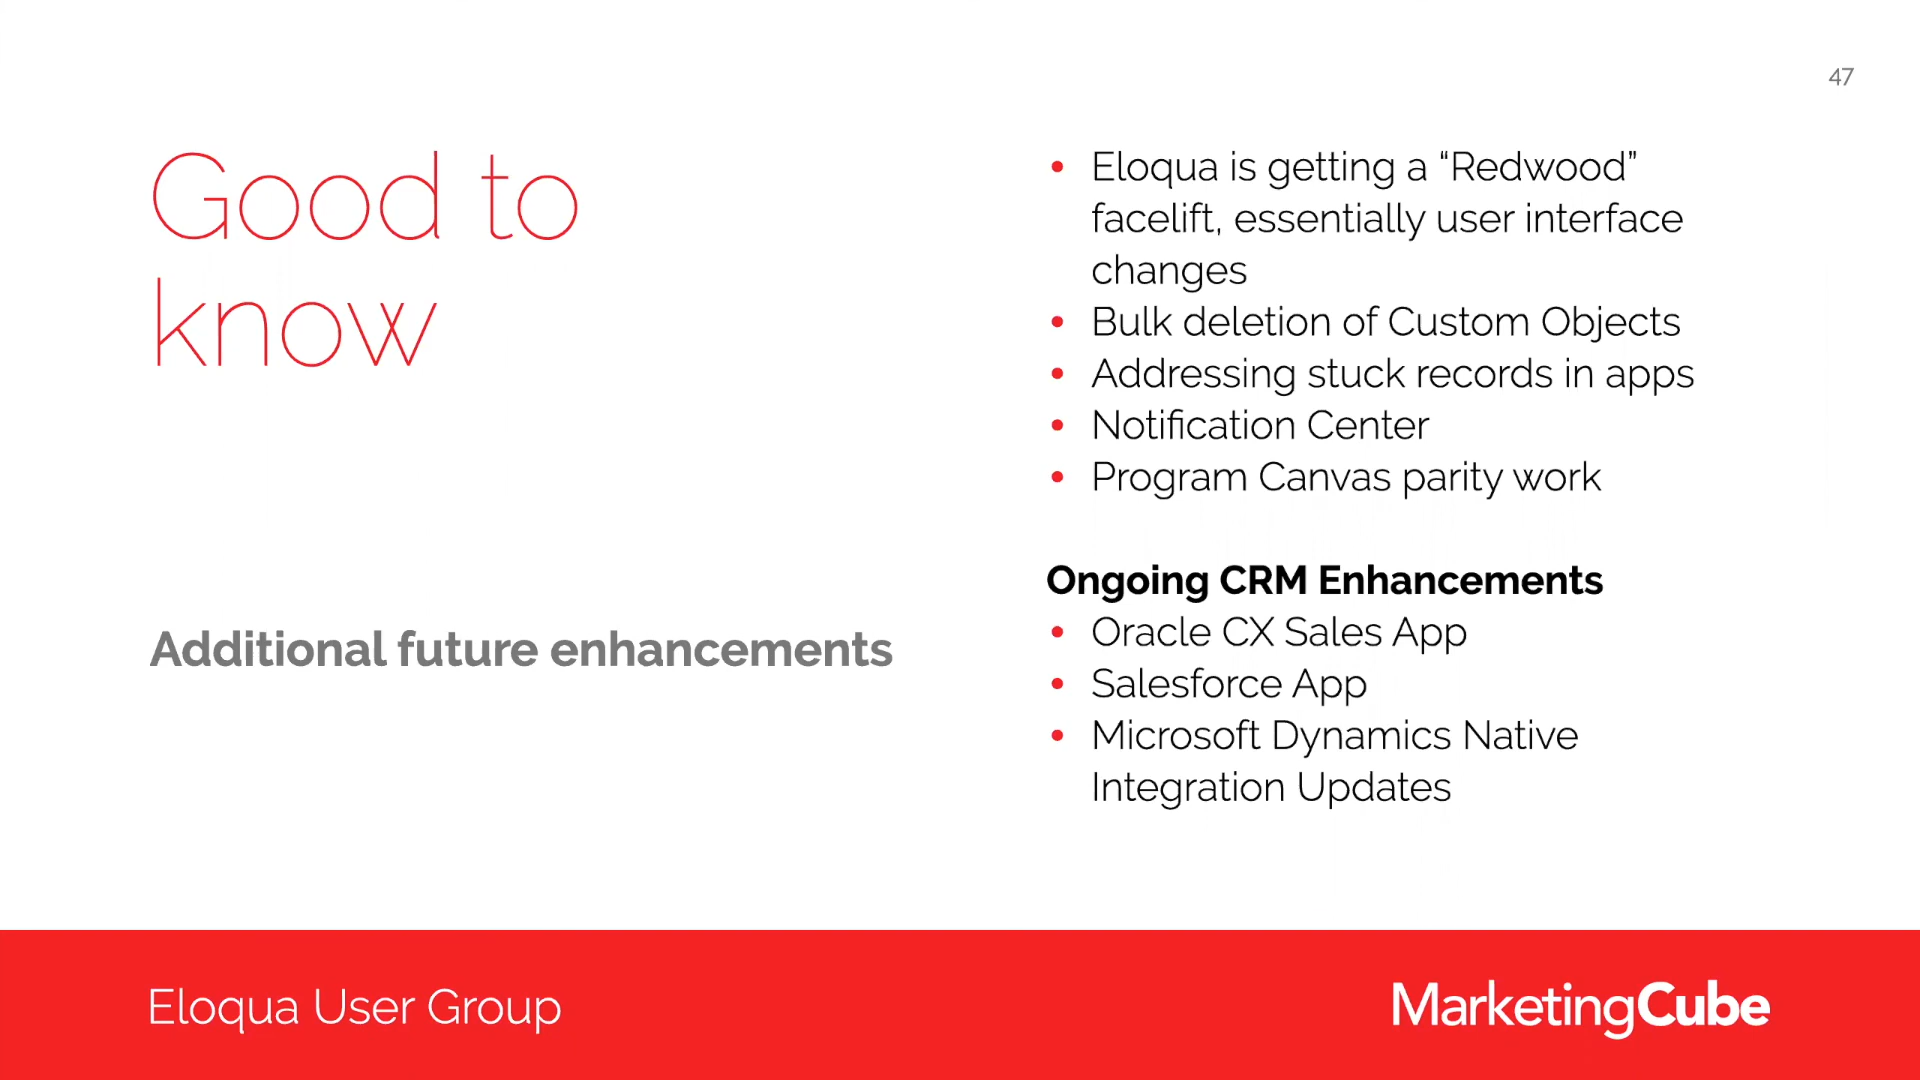 47
Good to
know
Additional future enhancements
• Eloqua is getting a “Redwood”
facelift, essentially user interface
changes
• Bulk deletion of Custom Objects
• Addressing stuck records in apps
• Notification Center
• Program Canvas parity work
Ongoing CRM Enhancements
• Oracle CX Sales App
• Salesforce App
• Microsoft Dynamics Native
Integration Updates
Eloqua User Group
MarketingCube